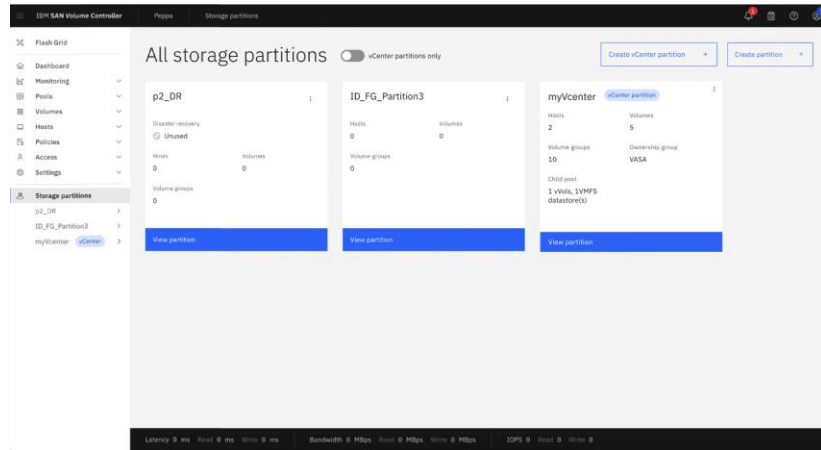 IBM SAN Volume Controller Peppa Storage partitions
Flash Grid
Dashboard
Monitoring
Pools
Volumes
Hosts
Policies
Access
Settings
Storage partitions
p2_DR
ID_FG_Partition3
myVcenter vCenter
All storage partitions vCenter partitions only
Create vCenter partition +
Create partition +
p2_DR
Disaster recovery
Unused
Hosts Volumes
0 0
Volume groups
0
View partition
ID_FG_Partition3
Hosts Volumes
0 0
Volume groups
0
View partition
myVcenter vCenter partition
Hosts Volumes
2 5
Volume groups Ownership group
10 VASA
Child pool
1 vVols, 1VMFS
datastore(s)
View partition
Latency 0 ms Read 0 ms Write 0 ms Bandwidth 0 MBps Read 0 MBps Write 0 MBps IOPS 0 Read 0 Write 0